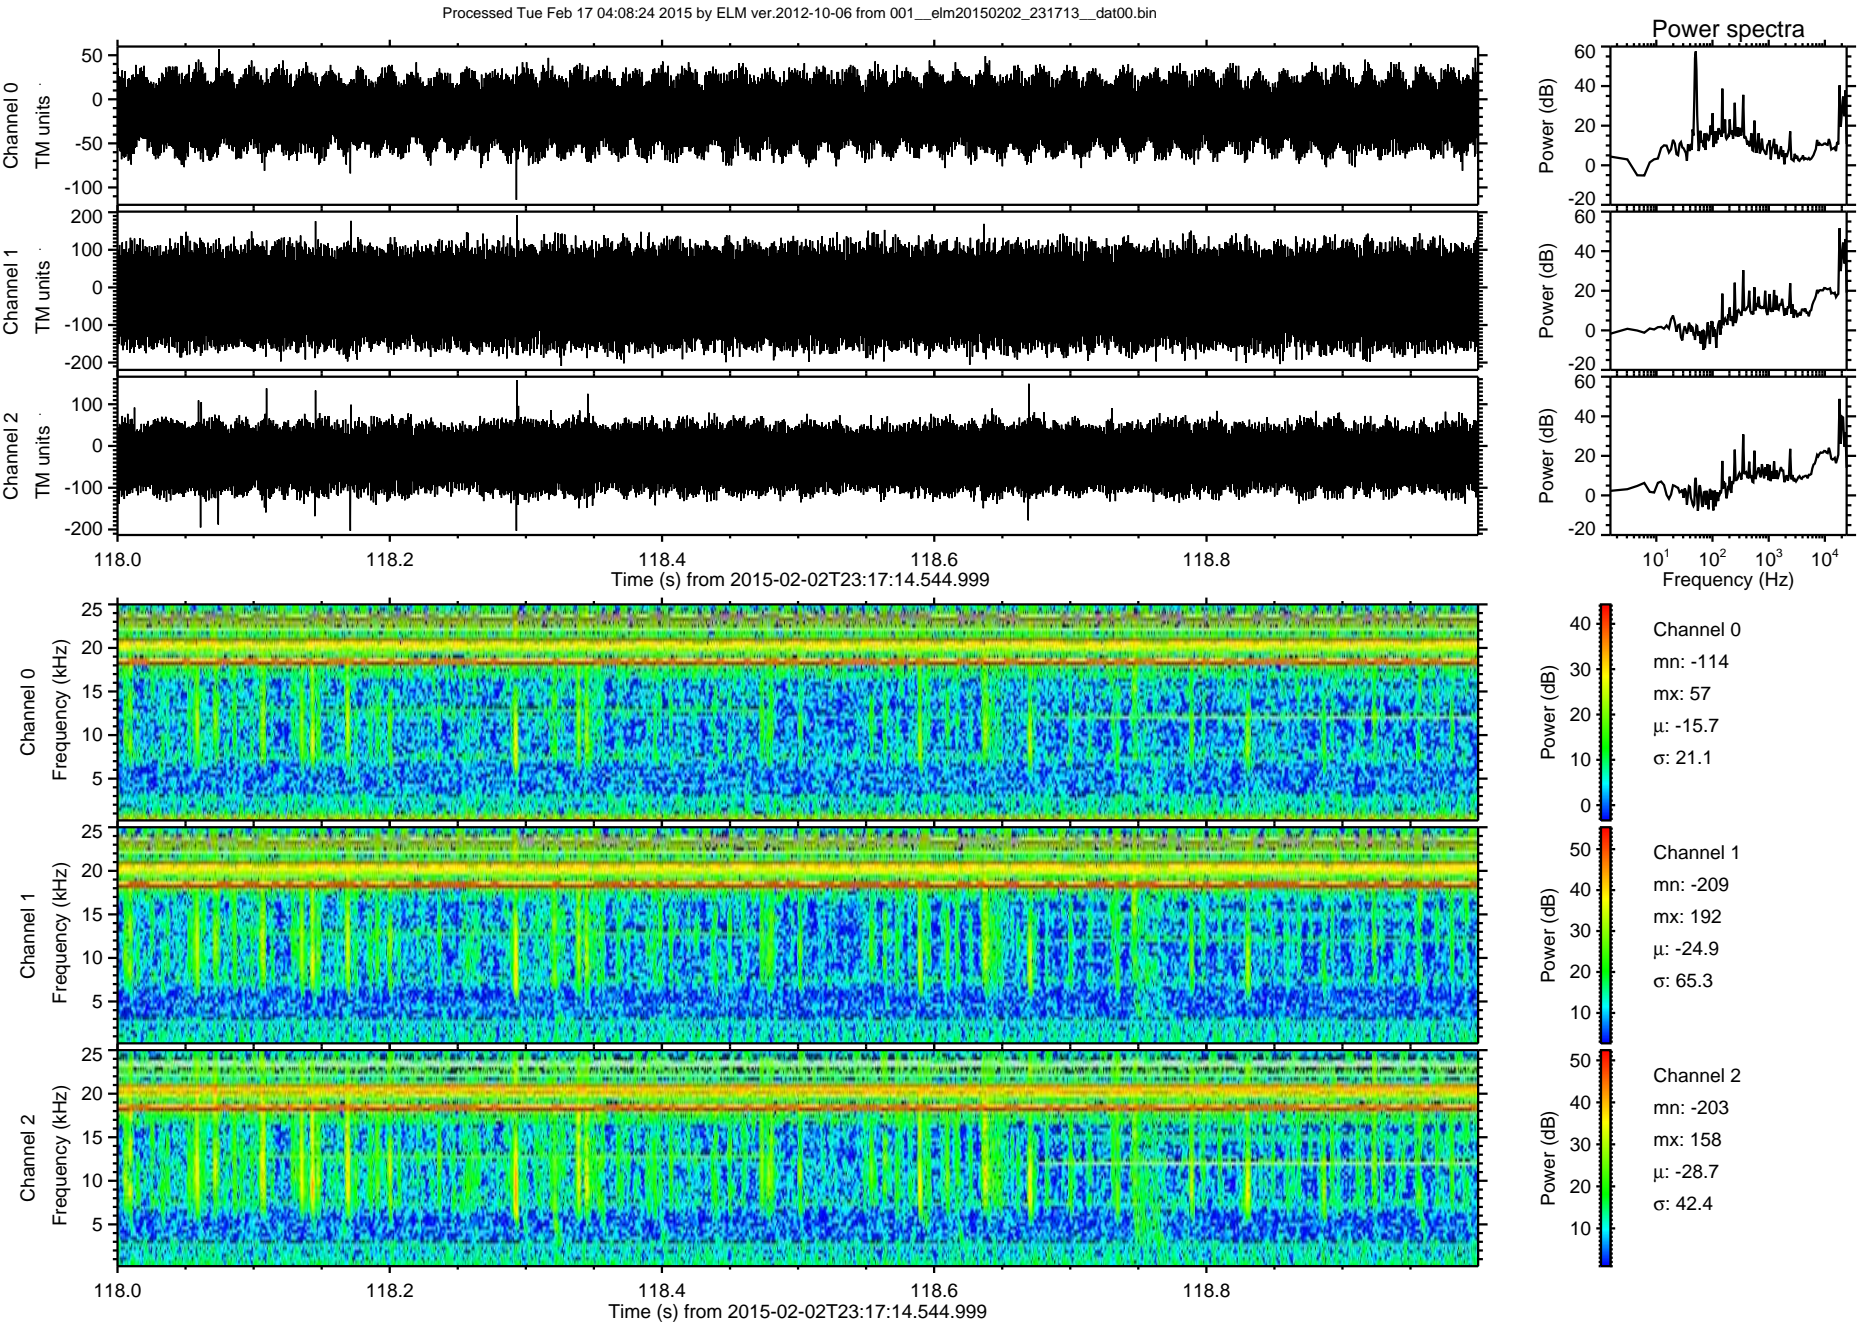 Processed Tue Feb 17 04:08:24 2015 by ELM ver.2012-10-06 from 001__elm20150202_231713__dat00.bin
Power spectra
Channel 0
TM units
50
0
-50
-100
Power (dB)
60
40
20
0
-20
Channel 1
TM units
200
100
0
-100
-200
Power (dB)
60
40
20
0
-20
Channel 2
TM units
100
0
-100
-200
Power (dB)
60
40
20
0
-20
118.0 118.2 118.4 118.6 118.8
Time (s) from 2015-02-02T23:17:14.544.999
10^1 10^2 10^3 10^4
Frequency (Hz)
Channel 0
Frequency (kHz)
25
20
15
10
5
Power (dB)
40
30
20
10
0
Channel 0
mn: -114
mx: 57
μ: -15.7
σ: 21.1
Channel 1
Frequency (kHz)
25
20
15
10
5
Power (dB)
50
40
30
20
10
Channel 1
mn: -209
mx: 192
μ: -24.9
σ: 65.3
Channel 2
Frequency (kHz)
25
20
15
10
5
Power (dB)
50
40
30
20
10
Channel 2
mn: -203
mx: 158
μ: -28.7
σ: 42.4
118.0 118.2 118.4 118.6 118.8
Time (s) from 2015-02-02T23:17:14.544.999